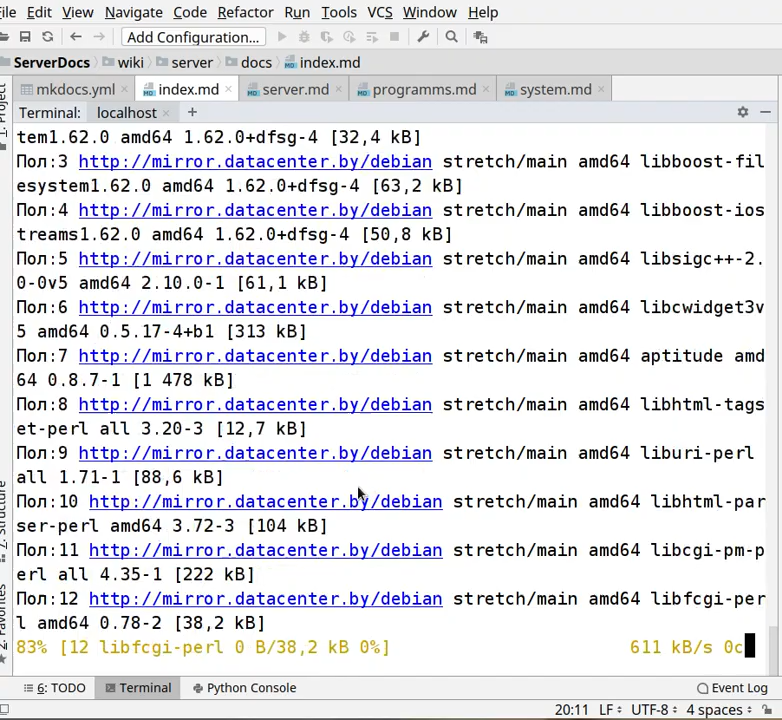 File Edit View Navigate Code Refactor Run Tools VCS Window Help
Add Configuration...
ServerDocs wiki server docs index.md
mkdocs.yml index.md server.md programms.md system.md
1: Project
Terminal: localhost +
tem1.62.0 amd64 1.62.0+dfsg-4 [32,4 kB]
Пол:3 http://mirror.datacenter.by/debian stretch/main amd64 libboost-fil
esystem1.62.0 amd64 1.62.0+dfsg-4 [63,2 kB]
Пол:4 http://mirror.datacenter.by/debian stretch/main amd64 libboost-ios
treams1.62.0 amd64 1.62.0+dfsg-4 [50,8 kB]
Пол:5 http://mirror.datacenter.by/debian stretch/main amd64 libsigc++-2.
0-0v5 amd64 2.10.0-1 [61,1 kB]
Пол:6 http://mirror.datacenter.by/debian stretch/main amd64 libcwidget3v
5 amd64 0.5.17-4+b1 [313 kB]
Пол:7 http://mirror.datacenter.by/debian stretch/main amd64 aptitude amd
64 0.8.7-1 [1 478 kB]
Пол:8 http://mirror.datacenter.by/debian stretch/main amd64 libhtml-tags
et-perl all 3.20-3 [12,7 kB]
Пол:9 http://mirror.datacenter.by/debian stretch/main amd64 liburi-perl
all 1.71-1 [88,6 kB]
Пол:10 http://mirror.datacenter.by/debian stretch/main amd64 libhtml-par
ser-perl amd64 3.72-3 [104 kB]
Пол:11 http://mirror.datacenter.by/debian stretch/main amd64 libcgi-pm-p
erl all 4.35-1 [222 kB]
Пол:12 http://mirror.datacenter.by/debian stretch/main amd64 libfcgi-per
l amd64 0.78-2 [38,2 kB]
83% [12 libfcgi-perl 0 B/38,2 kB 0%] 611 kB/s 0с
Structure
2: Favorites
6: TODO Terminal Python Console Event Log
20:11 LF UTF-8 4 spaces